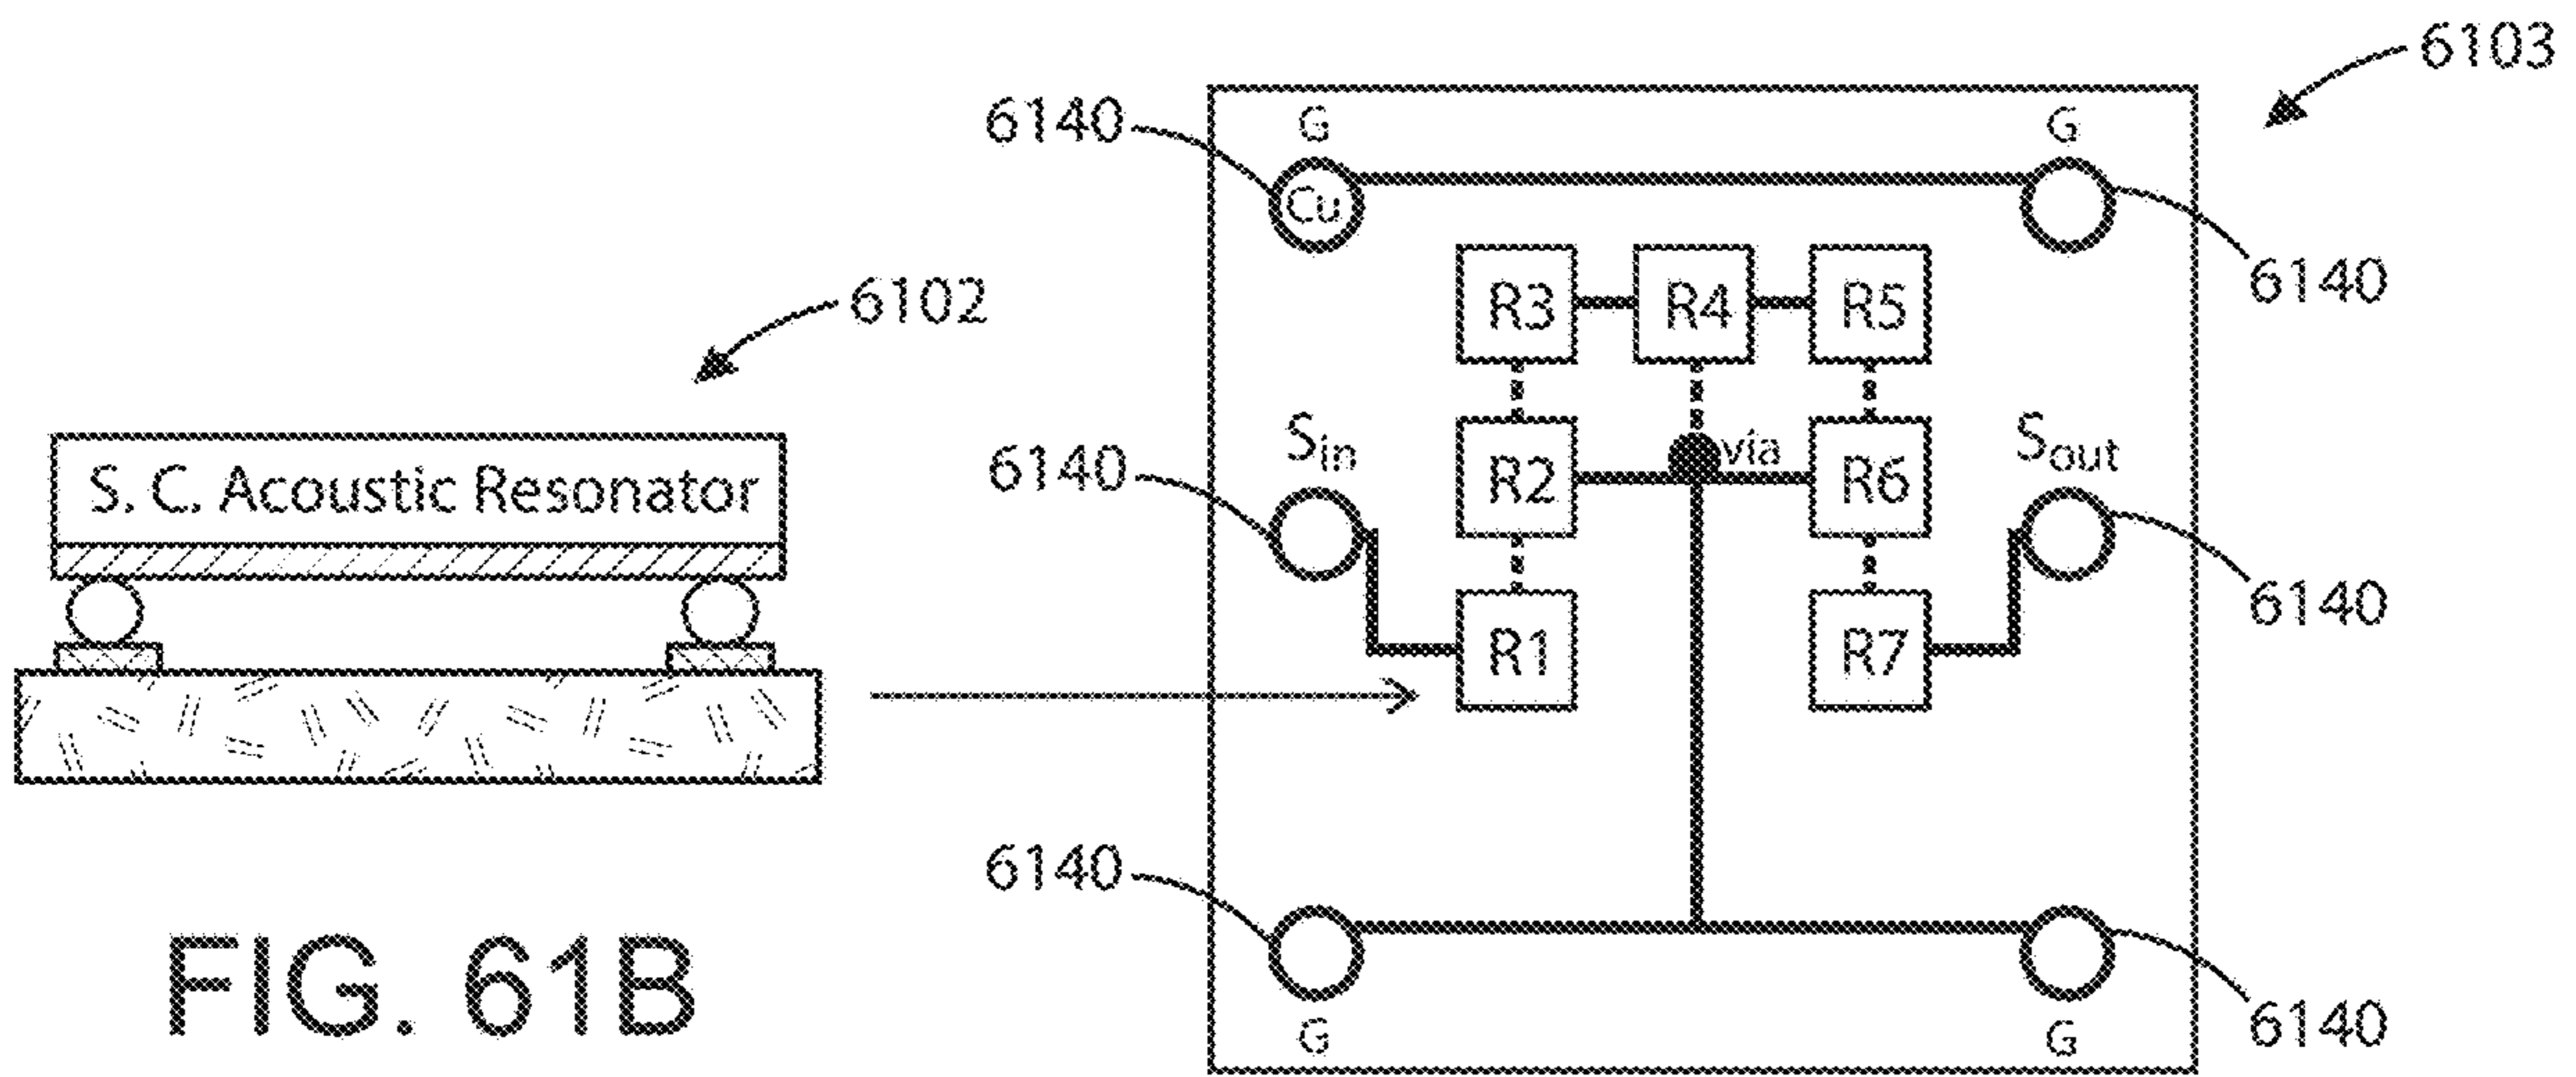 6103
6140 G G
Cu
6140
6102
R3 R4 R5
S. C. Acoustic Resonator
6140 Sin R2 via R6 Sout
6140
R1 R7
6140
FIG. 61B
6140
G G